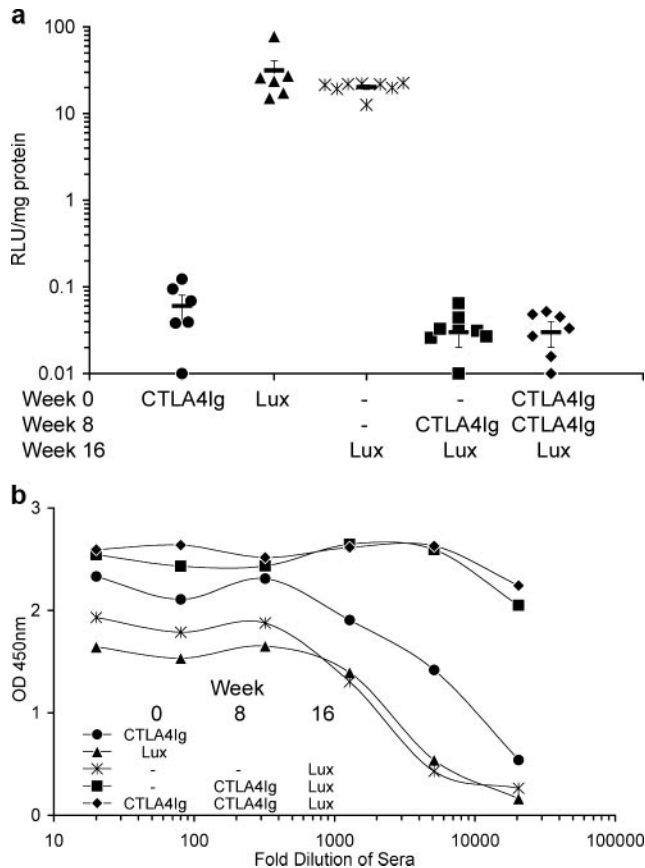 a
100
10
1
0.1
0.01
RLU/mg protein
Week 0 CTLA4Ig Lux - - CTLA4Ig
Week 8 - CTLA4Ig CTLA4Ig
Week 16 Lux Lux Lux
b
3
2
1
0
OD 450nm
Week
0 8 16
CTLA4Ig
Lux
- - Lux
- CTLA4Ig Lux
CTLA4Ig CTLA4Ig Lux
10 100 1000 10000 100000
Fold Dilution of Sera